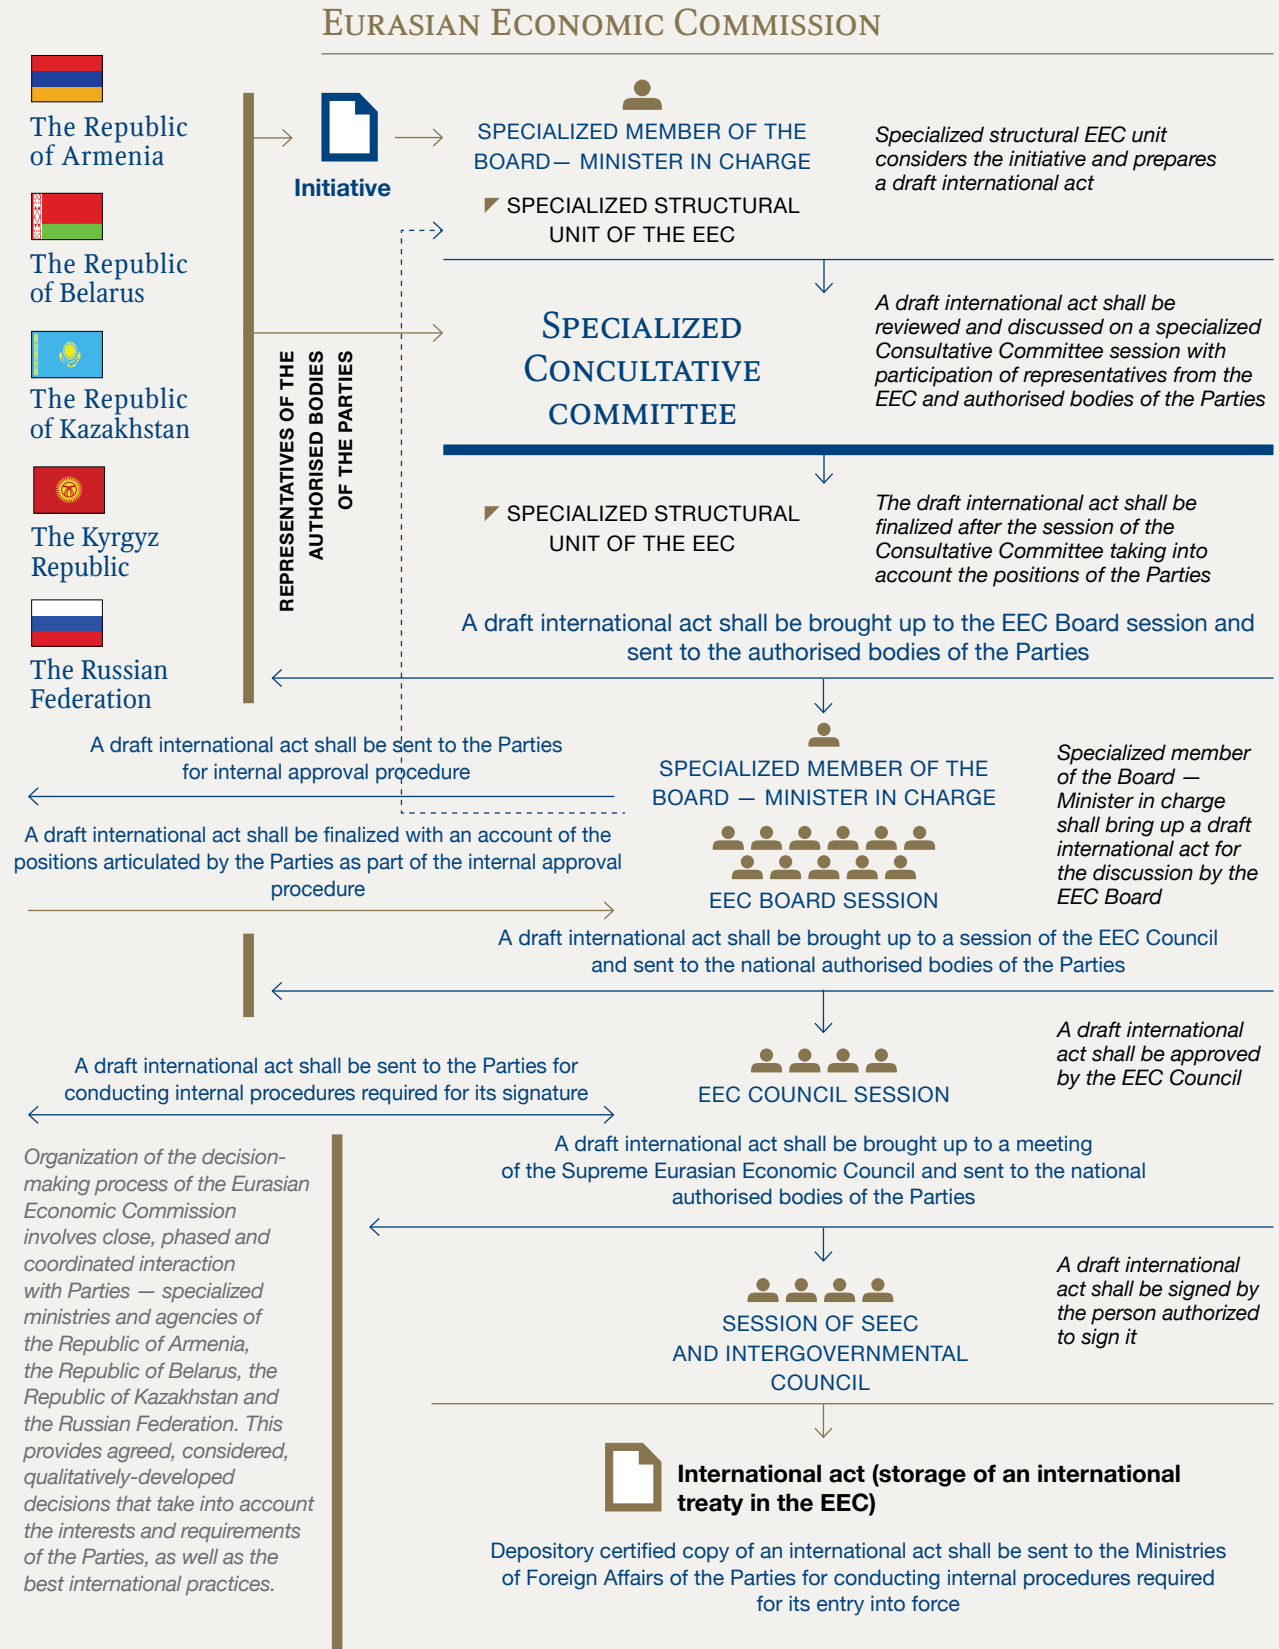 EURASIAN ECONOMIC COMMISSION
The Republic
of Armenia
The Republic
of Belarus
The Republic
of Kazakhstan
The Kyrgyz
Republic
The Russian
Federation
Initiative
REPRESENTATIVES OF THE
AUTHORISED BODIES
OF THE PARTIES
SPECIALIZED MEMBER OF THE
BOARD— MINISTER IN CHARGE
SPECIALIZED STRUCTURAL
UNIT OF THE EEC
Specialized structural EEC unit
considers the initiative and prepares
a draft international act
SPECIALIZED
CONCULTATIVE
COMMITTEE
A draft international act shall be
reviewed and discussed on a specialized
Consultative Committee session with
participation of representatives from the
EEC and authorised bodies of the Parties
SPECIALIZED STRUCTURAL
UNIT OF THE EEC
The draft international act shall be
finalized after the session of the
Consultative Committee taking into
account the positions of the Parties
A draft international act shall be brought up to the EEC Board session and
sent to the authorised bodies of the Parties
A draft international act shall be sent to the Parties
for internal approval procedure
A draft international act shall be finalized with an account of the
positions articulated by the Parties as part of the internal approval
procedure
SPECIALIZED MEMBER OF THE
BOARD — MINISTER IN CHARGE
EEC BOARD SESSION
Specialized member
of the Board —
Minister in charge
shall bring up a draft
international act for
the discussion by the
EEC Board
A draft international act shall be brought up to a session of the EEC Council
and sent to the national authorised bodies of the Parties
A draft international act shall be sent to the Parties for
conducting internal procedures required for its signature
EEC COUNCIL SESSION
A draft international
act shall be approved
by the EEC Council
A draft international act shall be brought up to a meeting
of the Supreme Eurasian Economic Council and sent to the national
authorised bodies of the Parties
Organization of the decision-
making process of the Eurasian
Economic Commission
involves close, phased and
coordinated interaction
with Parties — specialized
ministries and agencies of
the Republic of Armenia,
the Republic of Belarus, the
Republic of Kazakhstan and
the Russian Federation. This
provides agreed, considered,
qualitatively-developed
decisions that take into account
the interests and requirements
of the Parties, as well as the
best international practices.
SESSION OF SEEC
AND INTERGOVERNMENTAL
COUNCIL
A draft international
act shall be signed by
the person authorized
to sign it
International act (storage of an international
treaty in the EEC)
Depository certified copy of an international act shall be sent to the Ministries
of Foreign Affairs of the Parties for conducting internal procedures required
for its entry into force